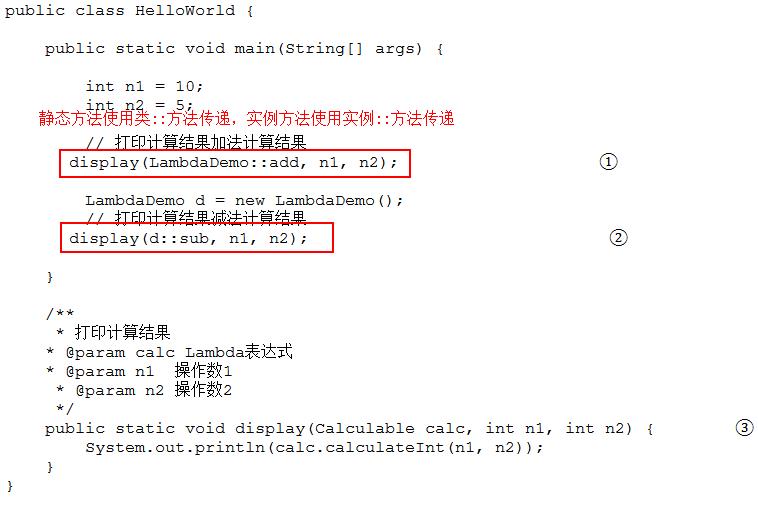 public class HelloWorld {
public static void main(String[] args) {
int n1 = 10;
int n2 = 5;
静态方法使用类::方法传递，实例方法使用实例::方法传递
// 打印计算结果加法计算结果
display(LambdaDemo::add, n1, n2); ①
LambdaDemo d = new LambdaDemo();
// 打印计算结果减法计算结果
display(d::sub, n1, n2); ②
}
/**
* 打印计算结果
* @param calc Lambda表达式
* @param n1 操作数1
* @param n2 操作数2
*/
public static void display(Calculable calc, int n1, int n2) { ③
System.out.println(calc.calculateInt(n1, n2));
}
}